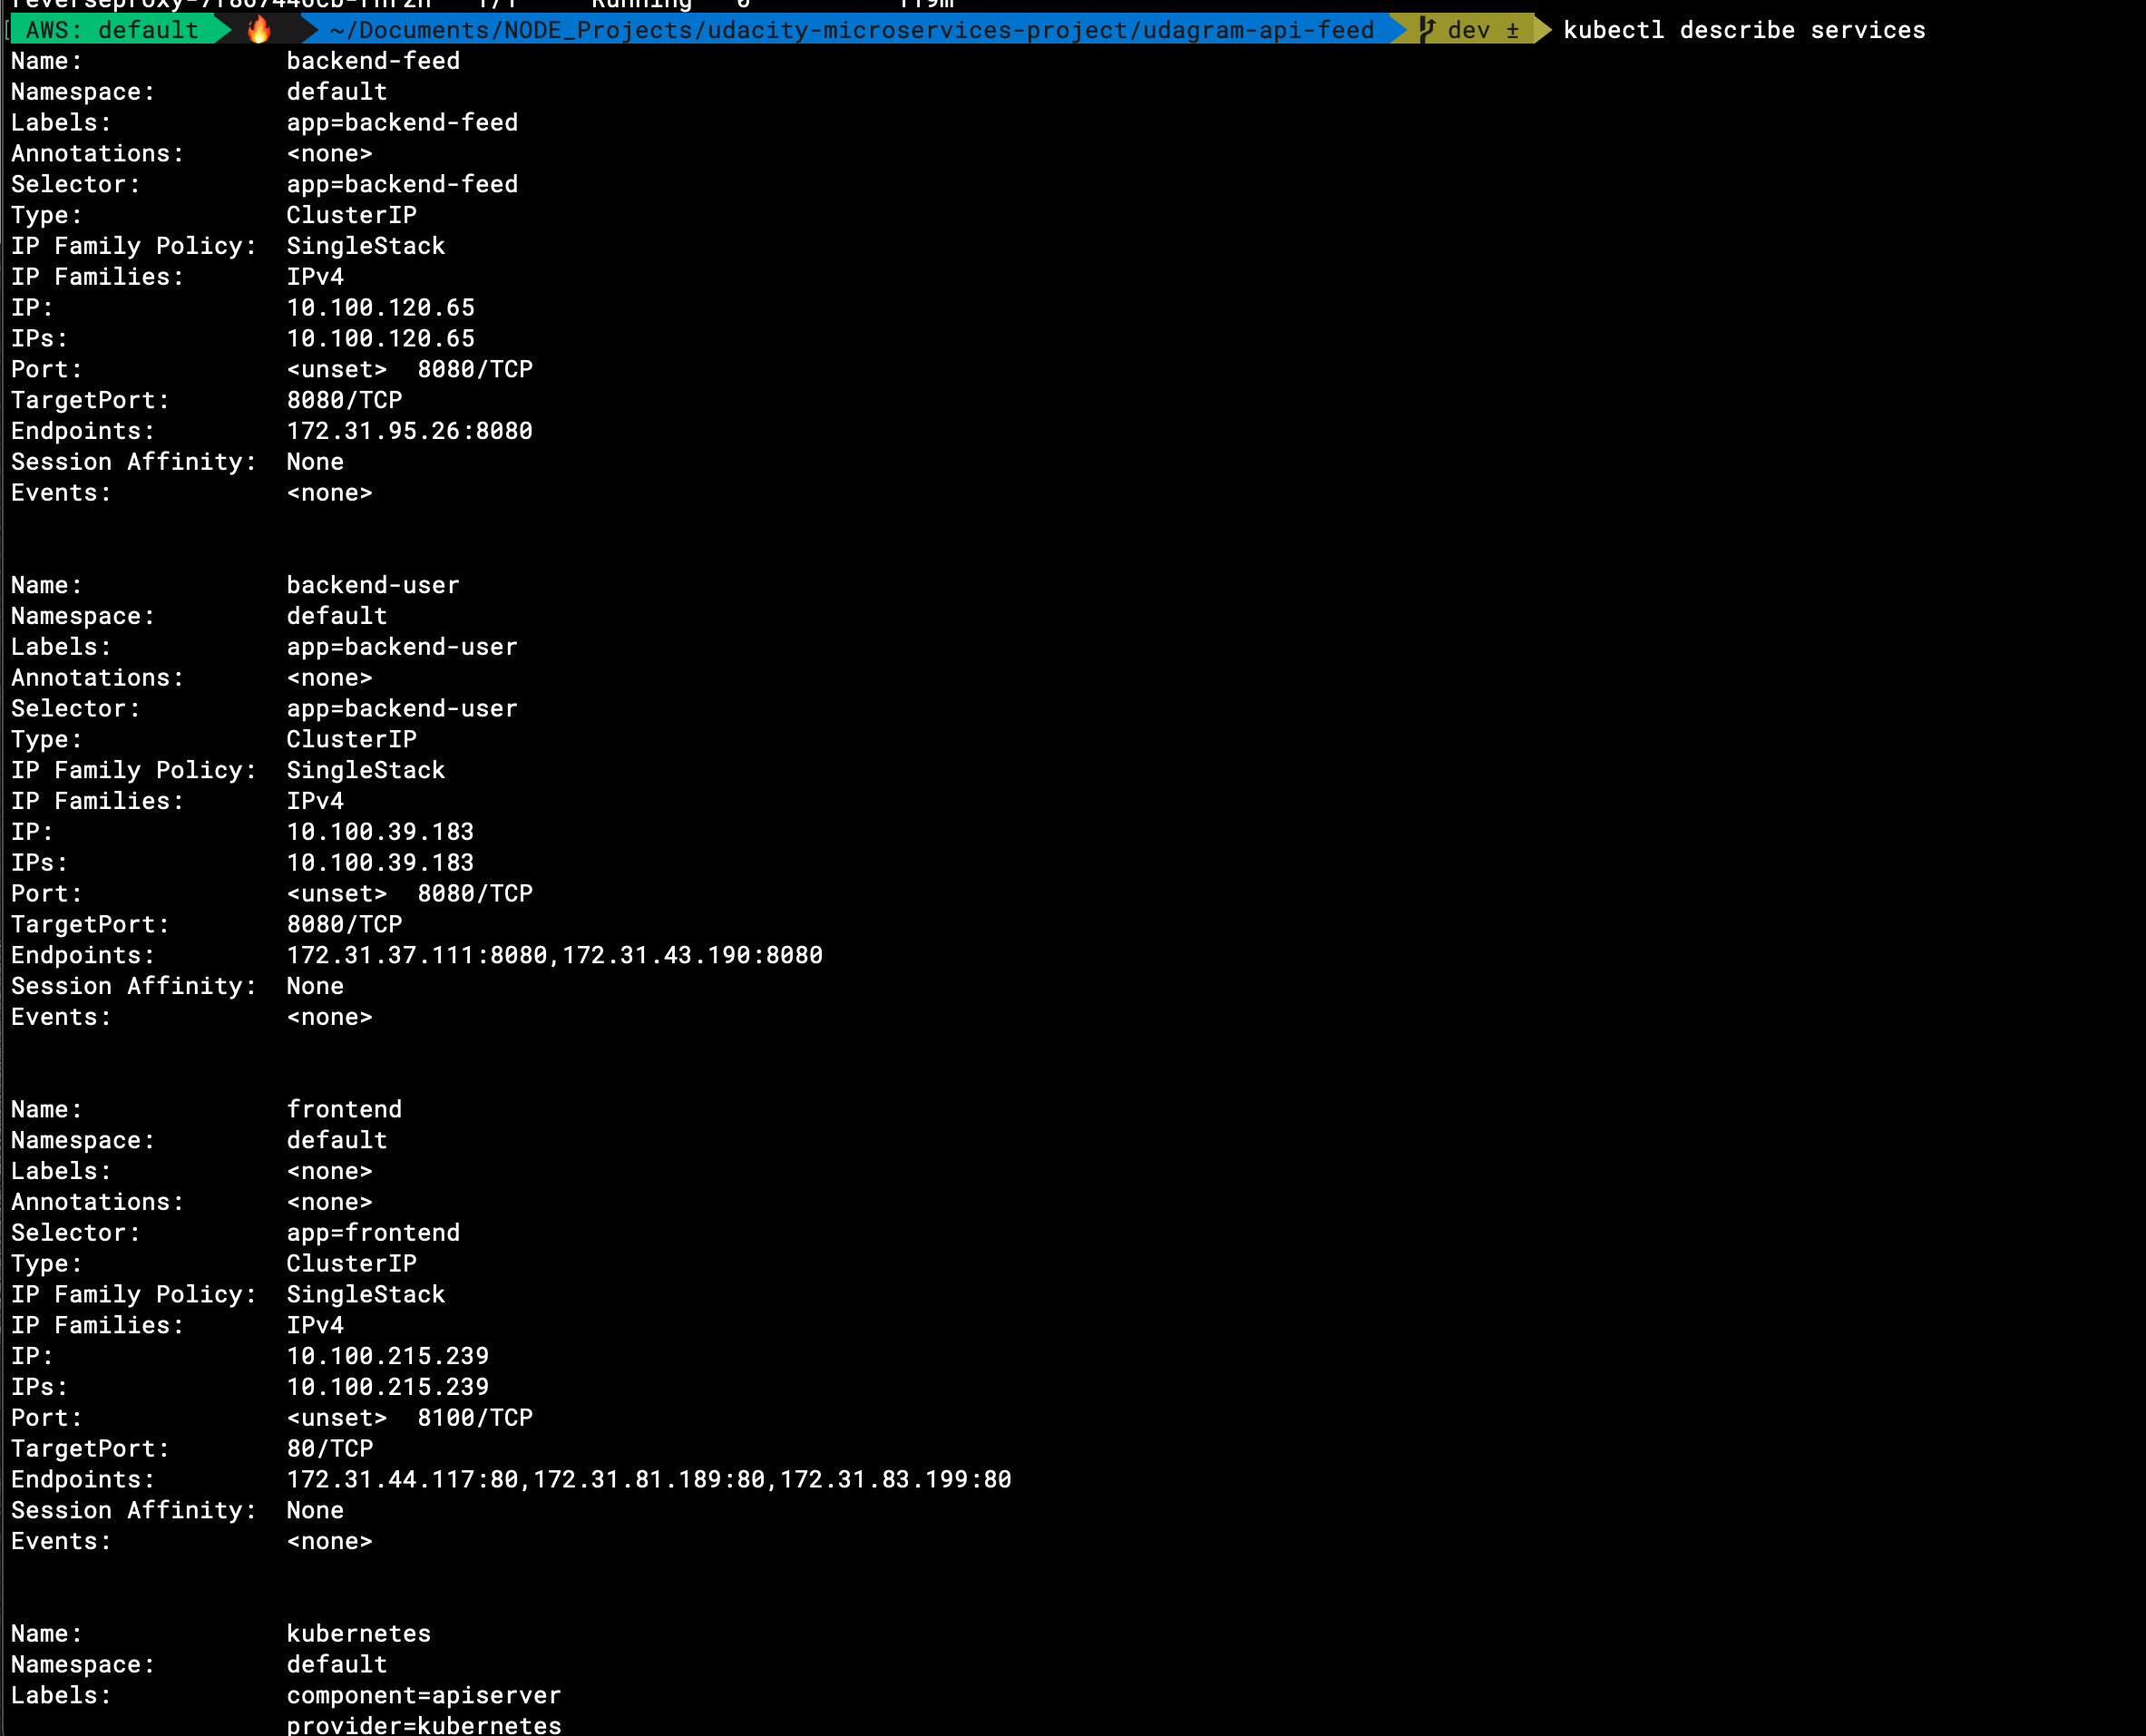 1/1 Running 0 119m
AWS: default ~/Documents/NODE_Projects/udacity-microservices-project/udagram-api-feed dev ± kubectl describe services
Name: backend-feed
Namespace: default
Labels: app=backend-feed
Annotations: <none>
Selector: app=backend-feed
Type: ClusterIP
IP Family Policy: SingleStack
IP Families: IPv4
IP: 10.100.120.65
IPs: 10.100.120.65
Port: <unset> 8080/TCP
TargetPort: 8080/TCP
Endpoints: 172.31.95.26:8080
Session Affinity: None
Events: <none>
Name: backend-user
Namespace: default
Labels: app=backend-user
Annotations: <none>
Selector: app=backend-user
Type: ClusterIP
IP Family Policy: SingleStack
IP Families: IPv4
IP: 10.100.39.183
IPs: 10.100.39.183
Port: <unset> 8080/TCP
TargetPort: 8080/TCP
Endpoints: 172.31.37.111:8080,172.31.43.190:8080
Session Affinity: None
Events: <none>
Name: frontend
Namespace: default
Labels: <none>
Annotations: <none>
Selector: app=frontend
Type: ClusterIP
IP Family Policy: SingleStack
IP Families: IPv4
IP: 10.100.215.239
IPs: 10.100.215.239
Port: <unset> 8100/TCP
TargetPort: 80/TCP
Endpoints: 172.31.44.117:80,172.31.81.189:80,172.31.83.199:80
Session Affinity: None
Events: <none>
Name: kubernetes
Namespace: default
Labels: component=apiserver
provider=kubernetes